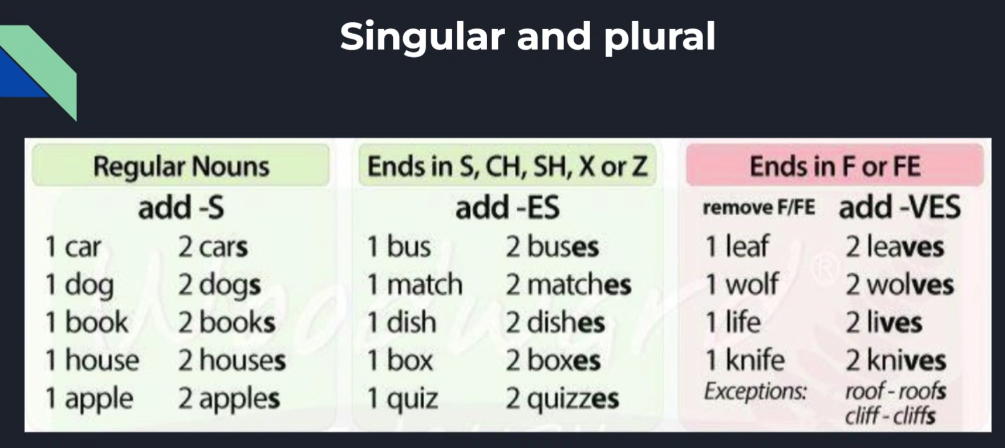 Singular and plural
Regular Nouns
add -S
1 car 2 cars
1 dog 2 dogs
1 book 2 books
1 house 2 houses
1 apple 2 apples
Ends in S, CH, SH, X or Z
add -ES
1 bus 2 buses
1 match 2 matches
1 dish 2 dishes
1 box 2 boxes
1 quiz 2 quizzes
Ends in F or FE
remove F/FE add -VES
1 leaf 2 leaves
1 wolf 2 wolves
1 life 2 lives
1 knife 2 knives
Exceptions: roof - roofs
cliff - cliffs
Woodward ®